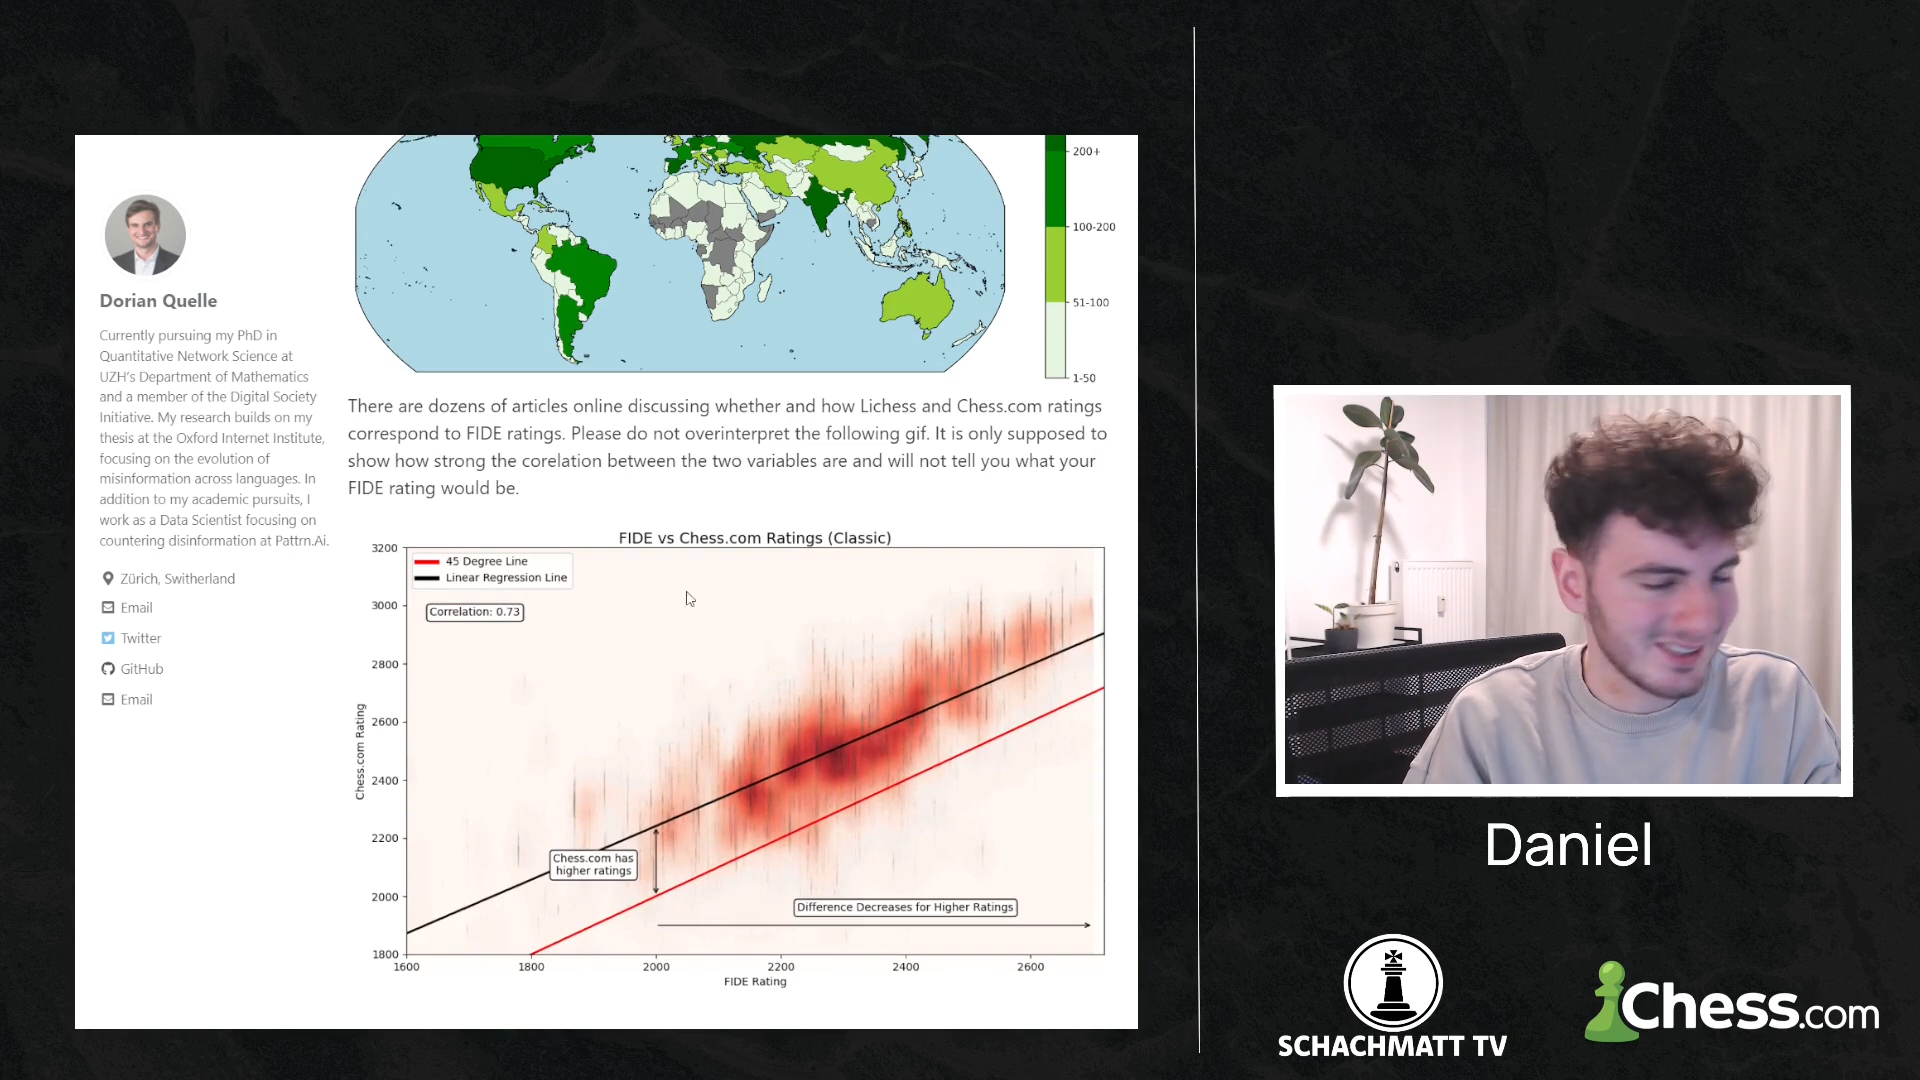 200+
100-200
51-100
1-50
Dorian Quelle
Currently pursuing my PhD in
Quantitative Network Science at
UZH's Department of Mathematics
and a member of the Digital Society
Initiative. My research builds on my
thesis at the Oxford Internet Institute,
focusing on the evolution of
misinformation across languages. In
addition to my academic pursuits, I
work as a Data Scientist focusing on
countering disinformation at Pattrn.Ai.
Zürich, Switherland
Email
Twitter
GitHub
Email
There are dozens of articles online discussing whether and how Lichess and Chess.com ratings
correspond to FIDE ratings. Please do not overinterpret the following gif. It is only supposed to
show how strong the corelation between the two variables are and will not tell you what your
FIDE rating would be.
FIDE vs Chess.com Ratings (Classic)
45 Degree Line
Linear Regression Line
Correlation: 0.73
Chess.com Rating
3200
3000
2800
2600
2400
2200
2000
1800
Chess.com has
higher ratings
Difference Decreases for Higher Ratings
1600 1800 2000 2200 2400 2600
FIDE Rating
Daniel
SCHACHMATT TV
Chess.com